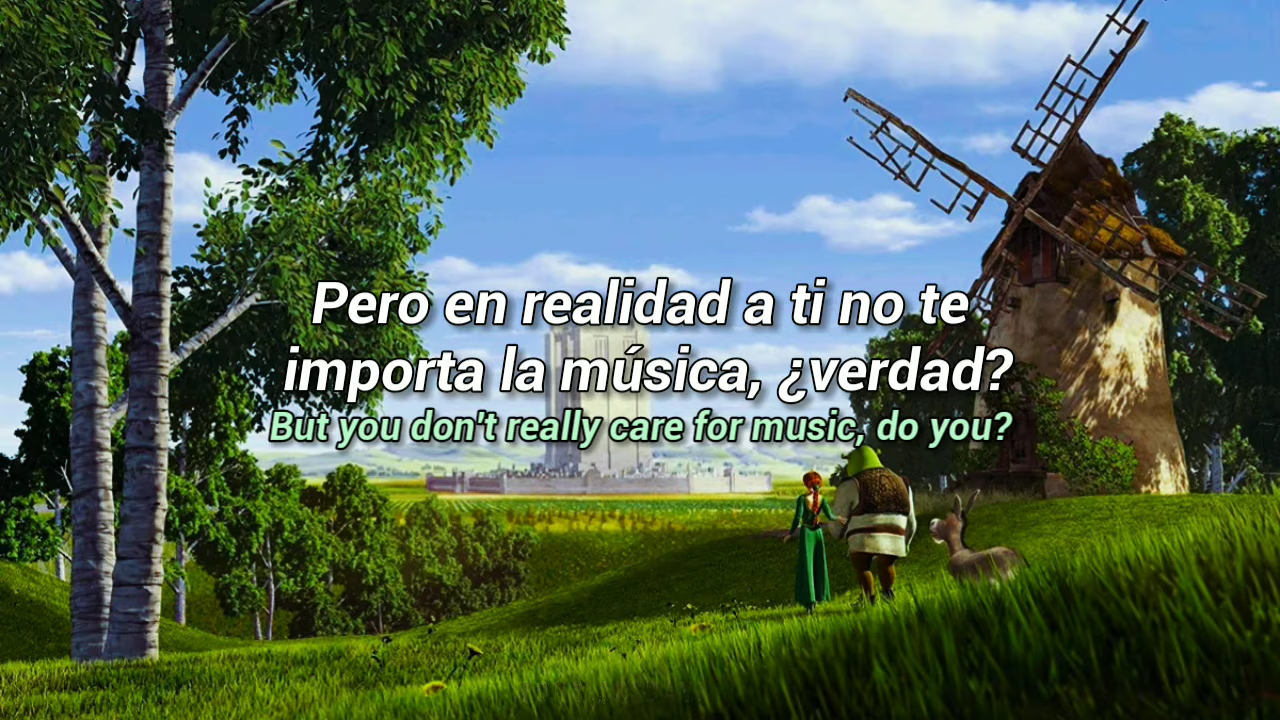 Pero en realidad a ti no te
importa la música, ¿verdad?
But you don't really care for music, do you?